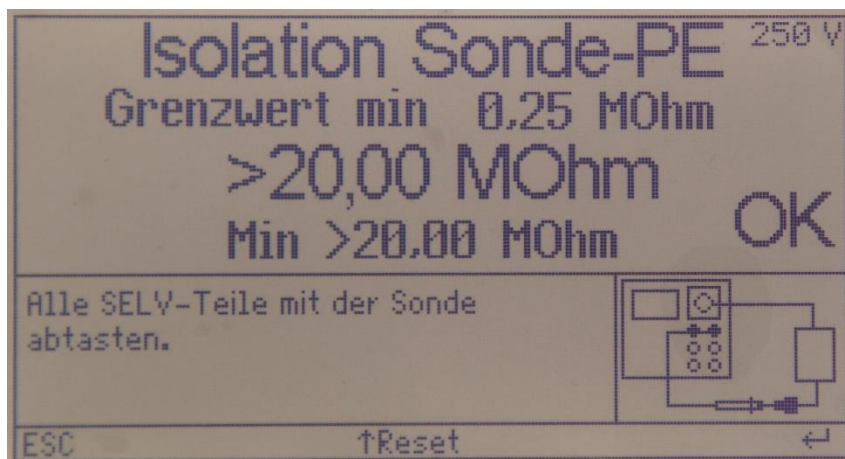 Isolation Sonde-PE 250 V
Grenzwert min 0,25 MOhm
>20,00 MOhm
OK
Min >20,00 MOhm
Alle SELV-Teile mit der Sonde
abtasten.
ESC ↑Reset ↵